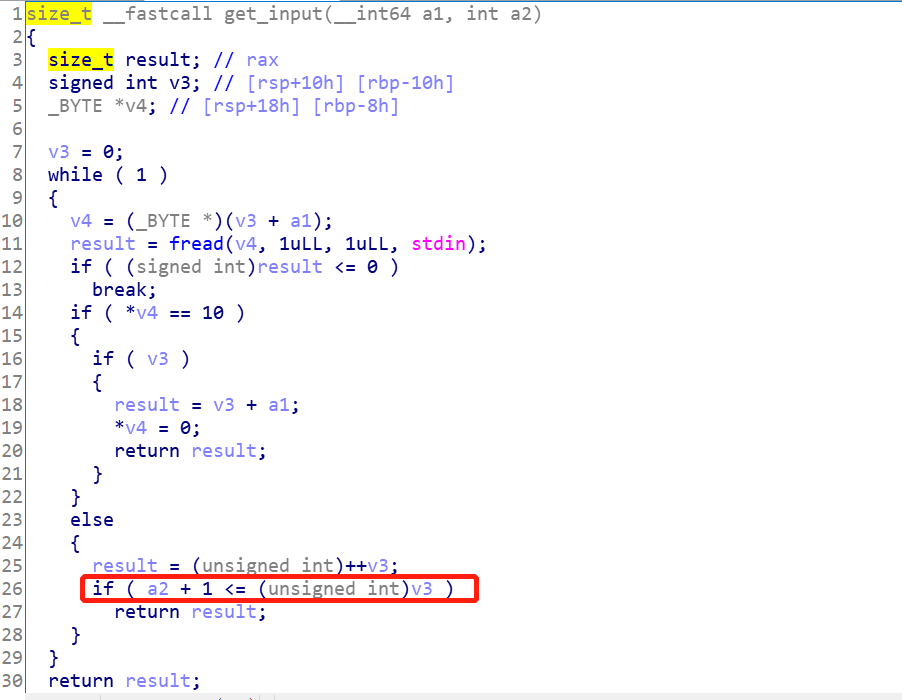 1 size_t __fastcall get_input(__int64 a1, int a2)
2 {
3 size_t result; // rax
4 signed int v3; // [rsp+10h] [rbp-10h]
5 _BYTE *v4; // [rsp+18h] [rbp-8h]
6
7 v3 = 0;
8 while ( 1 )
9 {
10 v4 = (_BYTE *)(v3 + a1);
11 result = fread(v4, 1uLL, 1uLL, stdin);
12 if ( (signed int)result <= 0 )
13 break;
14 if ( *v4 == 10 )
15 {
16 if ( v3 )
17 {
18 result = v3 + a1;
19 *v4 = 0;
20 return result;
21 }
22 }
23 else
24 {
25 result = (unsigned int)++v3;
26 if ( a2 + 1 <= (unsigned int)v3 )
27 return result;
28 }
29 }
30 return result;